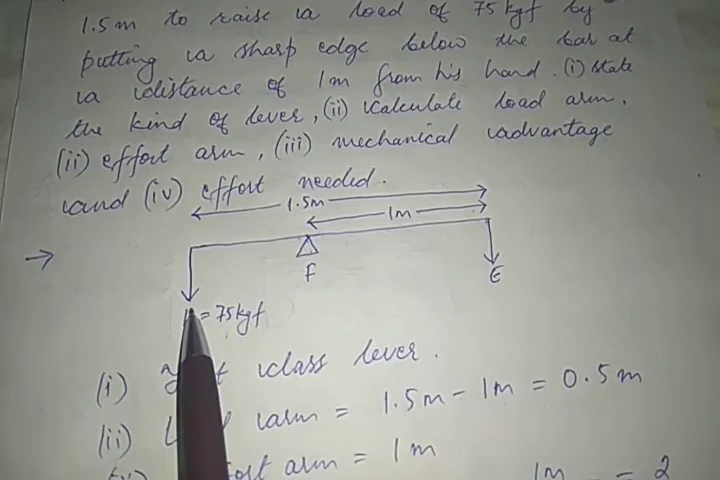 1.5m to raise a load of 75 kgf by
putting a sharp edge below the bar at
a distance of 1m from his hand. (i) state
the kind of lever, (ii) calculate load arm,
(ii) effort arm, (iii) mechanical advantage
and (iv) effort needed.
1.5m
1m
F
E
= 75kgf
(i) class lever.
(ii) arm = 1.5m - 1m = 0.5m
arm = 1m
1m = 2